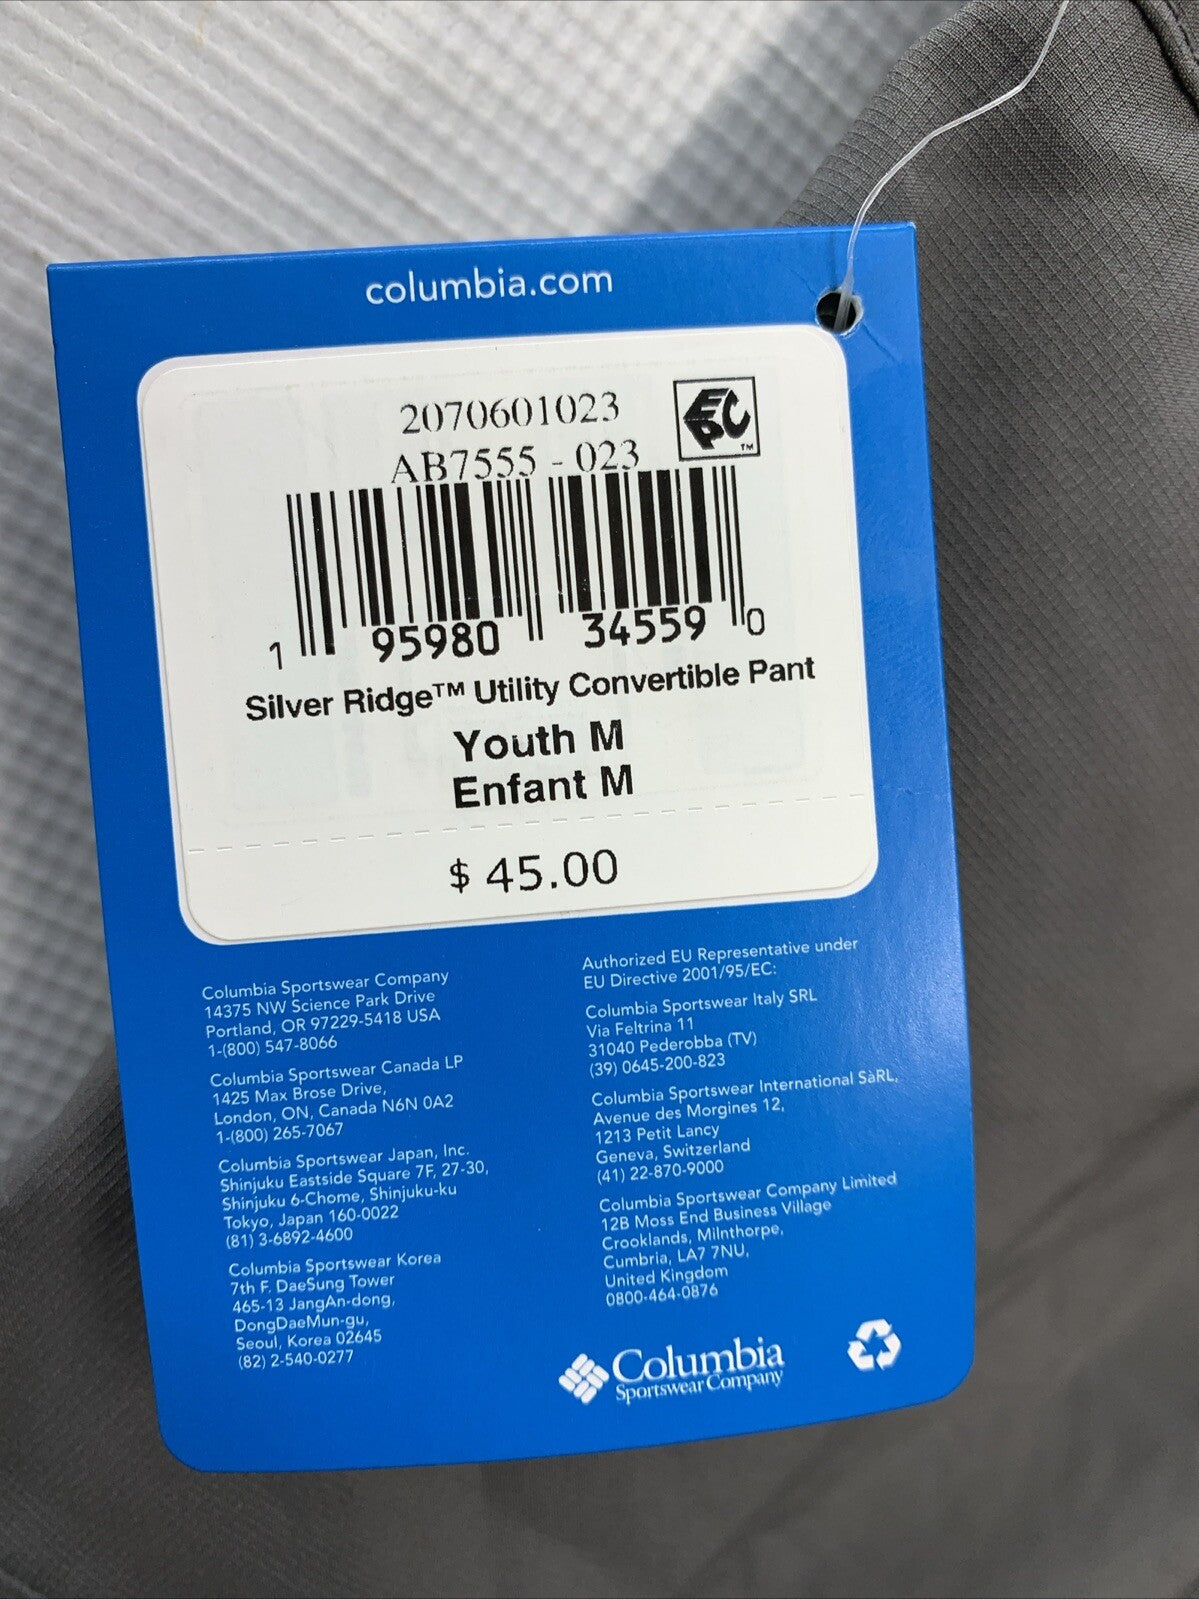 columbia.com
2070601023
EPC
TM
AB7555 - 023
1 95980 34559 0
Silver Ridge™ Utility Convertible Pant
Youth M
Enfant M
$ 45.00
Columbia Sportswear Company
14375 NW Science Park Drive
Portland, OR 97229-5418 USA
1-(800) 547-8066
Columbia Sportswear Canada LP
1425 Max Brose Drive,
London, ON, Canada N6N 0A2
1-(800) 265-7067
Columbia Sportswear Japan, Inc.
Shinjuku Eastside Square 7F, 27-30,
Shinjuku 6-Chome, Shinjuku-ku
Tokyo, Japan 160-0022
(81) 3-6892-4600
Columbia Sportswear Korea
7th F. DaeSung Tower
465-13 JangAn-dong,
DongDaeMun-gu,
Seoul, Korea 02645
(82) 2-540-0277
Authorized EU Representative under
EU Directive 2001/95/EC:
Columbia Sportswear Italy SRL
Via Feltrina 11
31040 Pederobba (TV)
(39) 0645-200-823
Columbia Sportswear International SàRL,
Avenue des Morgines 12,
1213 Petit Lancy
Geneva, Switzerland
(41) 22-870-9000
Columbia Sportswear Company Limited
12B Moss End Business Village
Crooklands, Milnthorpe,
Cumbria, LA7 7NU,
United Kingdom
0800-464-0876
Columbia
Sportswear Company